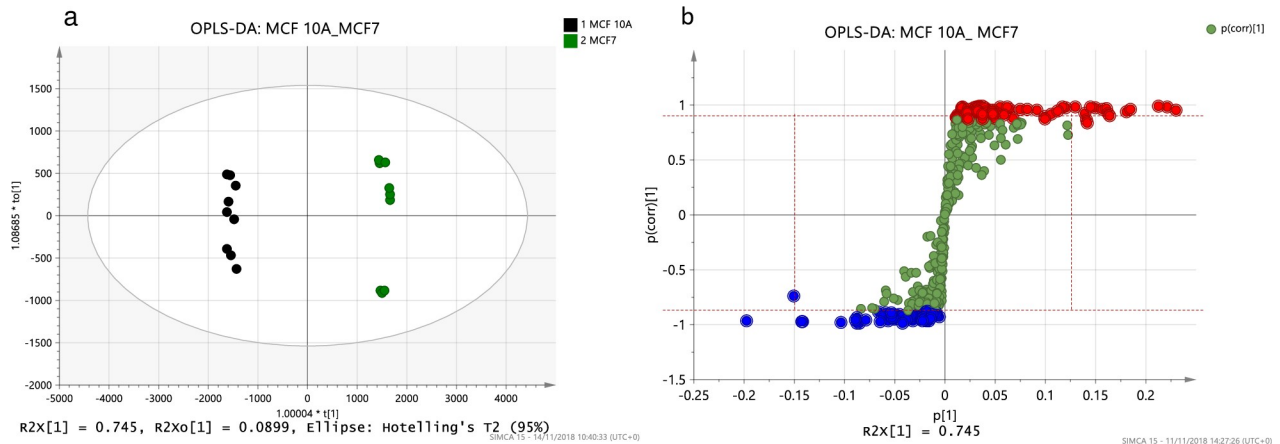 a
OPLS-DA: MCF 10A_MCF7
1 MCF 10A
2 MCF7
1500
1000
500
0
-500
-1000
-1500
-2000
1.08685 * to[1]
-5000 -4000 -3000 -2000 -1000 0 1000 2000 3000 4000
1.00004 * t[1]
R2X[1] = 0.745, R2Xo[1] = 0.0899, Ellipse: Hotelling's T2 (95%)
SIMCA 15 - 14/11/2018 10:40:33 (UTC+0)
b
OPLS-DA: MCF 10A_ MCF7
p(corr)[1]
1
0.5
0
-0.5
-1
-1.5
p(corr)[1]
-0.25 -0.2 -0.15 -0.1 -0.05 0 0.05 0.1 0.15 0.2
p[1]
R2X[1] = 0.745
SIMCA 15 - 11/11/2018 14:27:26 (UTC+0)